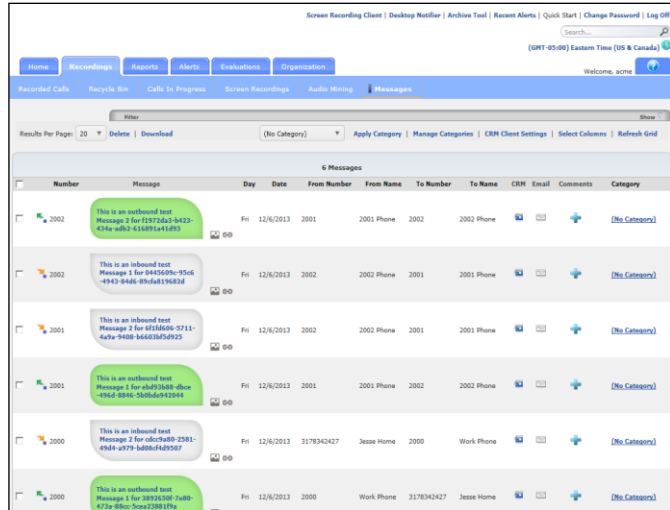 Screen Recording Client | Desktop Notifier | Archive Tool | Recent Alerts | Quick Start | Change Password | Log Off
(Search...
(GMT-05:00) Eastern Time (US & Canada)
Home Recordings Reports Alerts Evaluations Organization
Welcome, acme
Recorded Calls Recycle Bin Calls In Progress Screen Recordings Audio Mining Messages
Filter Show
Results Per Page: 20 Delete | Download (No Category) Apply Category | Manage Categories | CRM Client Settings | Select Columns | Refresh Grid
6 Messages
Number Message Day Date From Number From Name To Number To Name CRM Email Comments Category
This is an outbound test
Message 2 for f1972da3-b423-
434a-adb2-616891a41d93
2002 Fri 12/6/2013 2001 2001 Phone 2002 2002 Phone (No Category)
This is an inbound test
Message 1 for 0445609c-95c6
-4943-84d6-89cfa819682d
2002 Fri 12/6/2013 2002 2002 Phone 2001 2001 Phone (No Category)
This is an inbound test
Message 2 for 6f1fd606-5711-
4a9a-9408-b6603bf5d925
2001 Fri 12/6/2013 2002 2002 Phone 2001 2001 Phone (No Category)
This is an outbound test
Message 1 for ebd93b88-dbce
-496d-8846-5b0bde942044
2001 Fri 12/6/2013 2001 2001 Phone 2002 2002 Phone (No Category)
This is an inbound test
Message 2 for cdcc9a80-2581-
49d4-a979-bd08cf4d9507
2000 Fri 12/6/2013 3178342427 Jesse Home 2000 Work Phone (No Category)
This is an outbound test
Message 1 for 3892650f-7a80-
473a-88cc-5cea23881f9a
2000 Fri 12/6/2013 2000 Work Phone 3178342427 Jesse Home (No Category)